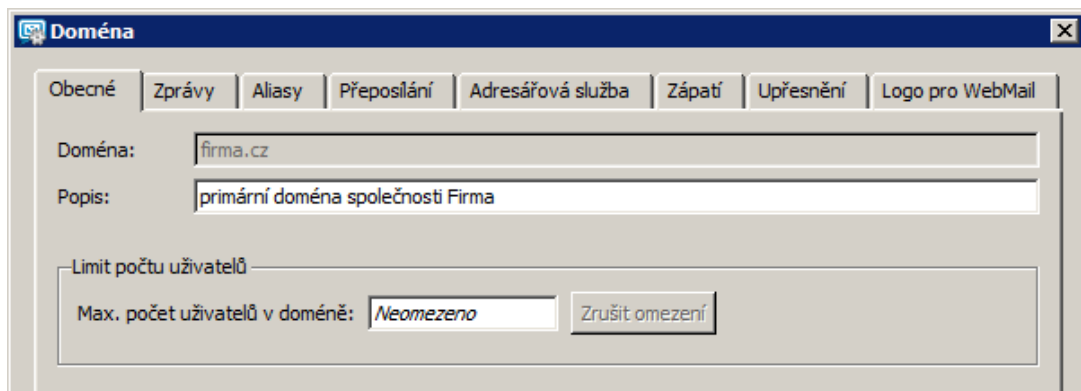 Doména
Obecné Zprávy Aliasy Přeposílání Adresářová služba Zápatí Upřesnění Logo pro WebMail
Doména: firma.cz
Popis: primární doména společnosti Firma
Limit počtu uživatelů
Max. počet uživatelů v doméně: Neomezeno Zrušit omezení